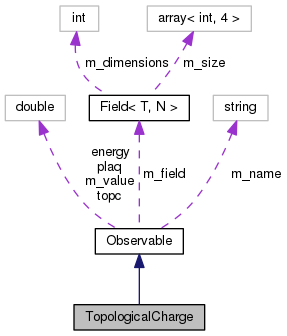 int
array< int, 4 >
m_dimensions
m_size
double
Field< T, N >
string
energy
plaq
m_value
topc
m_field
m_name
Observable
TopologicalCharge